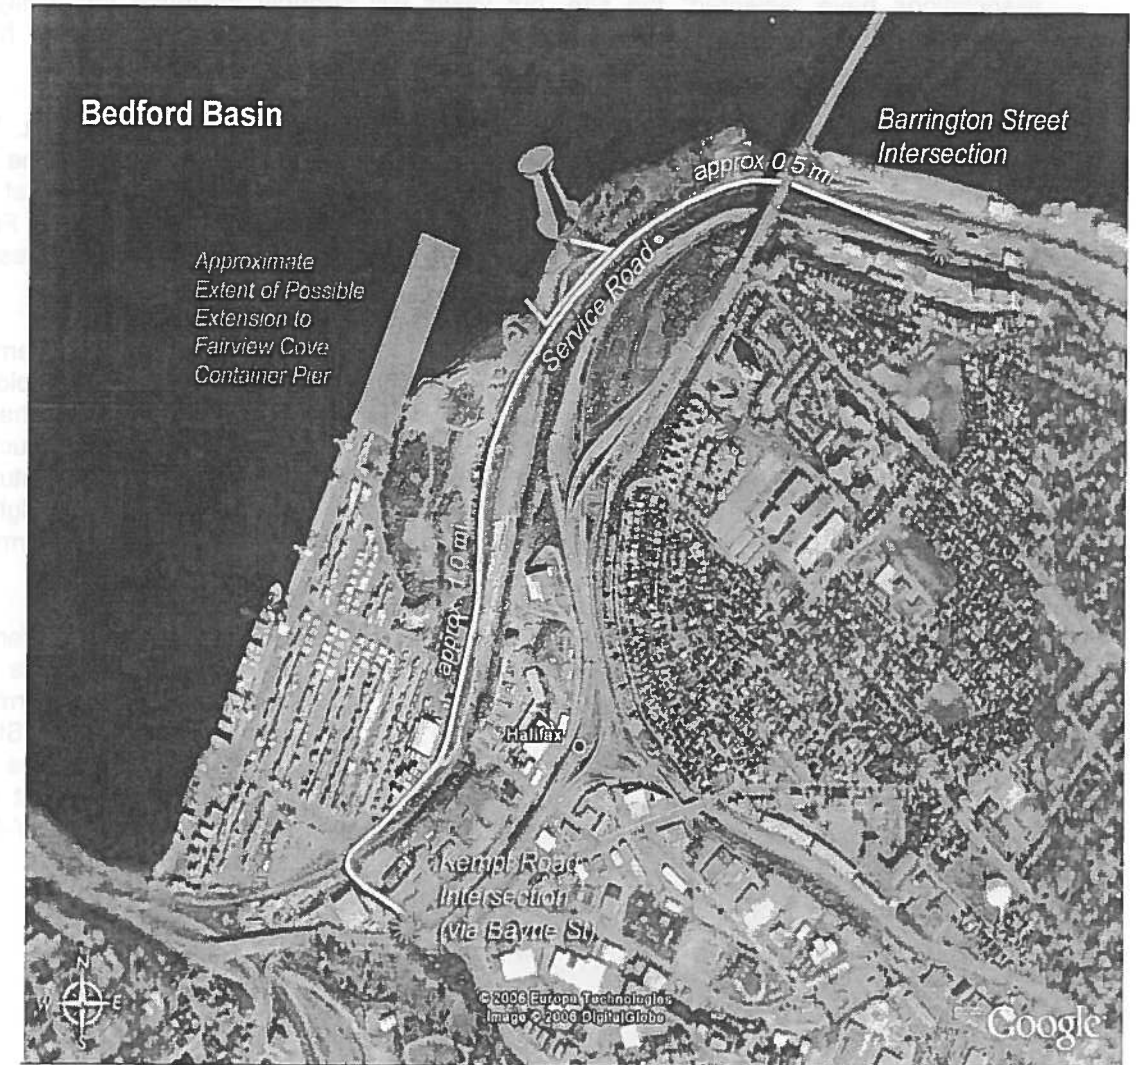 Bedford Basin
Barrington Street
Intersection
approx 0.5 mi
Approximate
Extent of Possible
Extension to
Fairview Cove
Container Pier
Service Road
approx 1.0 mi
Halifax
Kempt Road
Intersection
(via Bayne St)
N
W E
S
© 2006 Europa Technologies
Image © 2006 DigitalGlobe
Google